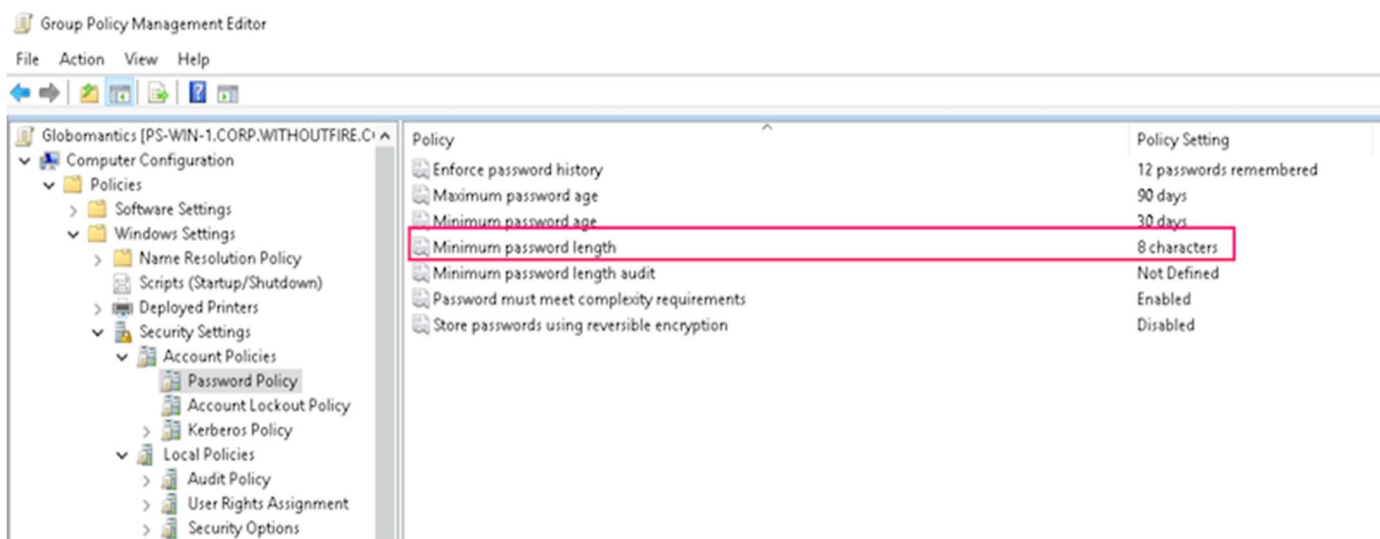 Group Policy Management Editor
File Action View Help
Globomantics [PS-WIN-1.CORP.WITHOUTFIRE.C
Computer Configuration
Policies
Software Settings
Windows Settings
Name Resolution Policy
Scripts (Startup/Shutdown)
Deployed Printers
Security Settings
Account Policies
Password Policy
Account Lockout Policy
Kerberos Policy
Local Policies
Audit Policy
User Rights Assignment
Security Options
Policy Policy Setting
Enforce password history 12 passwords remembered
Maximum password age 90 days
Minimum password age 30 days
Minimum password length 8 characters
Minimum password length audit Not Defined
Password must meet complexity requirements Enabled
Store passwords using reversible encryption Disabled